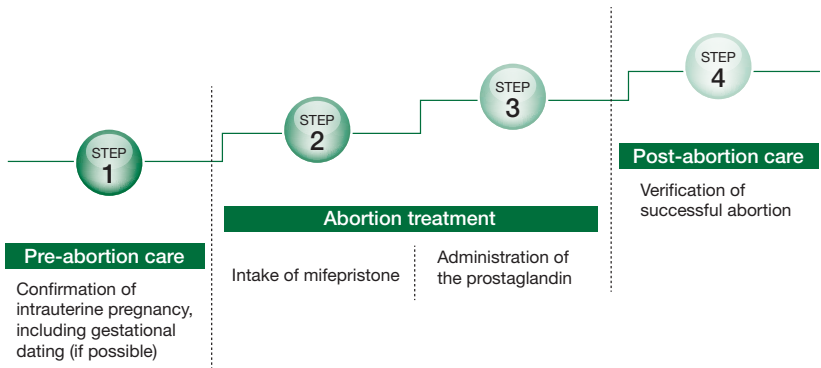 STEP
1
STEP
2
STEP
3
STEP
4
Pre-abortion care
Confirmation of
intrauterine pregnancy,
including gestational
dating (if possible)
Abortion treatment
Intake of mifepristone
Administration of
the prostaglandin
Post-abortion care
Verification of
successful abortion